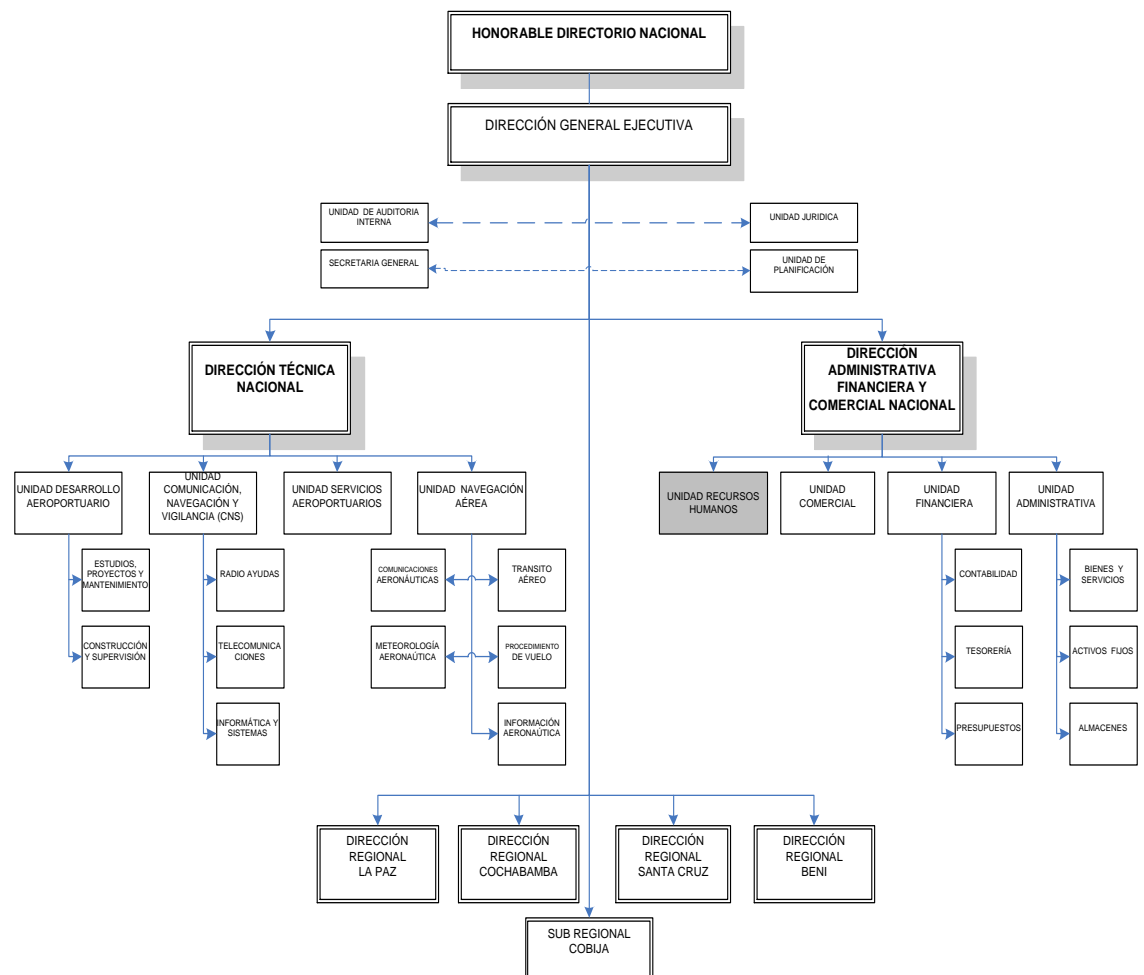 HONORABLE DIRECTORIO NACIONAL
DIRECCIÓN GENERAL EJECUTIVA
UNIDAD DE AUDITORIA
INTERNA
UNIDAD JURIDICA
SECRETARIA GENERAL
UNIDAD DE
PLANIFICACIÓN
DIRECCIÓN TÉCNICA
NACIONAL
DIRECCIÓN
ADMINISTRATIVA
FINANCIERA Y
COMERCIAL NACIONAL
UNIDAD DESARROLLO
AEROPORTUARIO
UNIDAD
COMUNICACIÓN,
NAVEGACIÓN Y
VIGILANCIA (CNS)
UNIDAD SERVICIOS
AEROPORTUARIOS
UNIDAD NAVEGACIÓN
AÉREA
UNIDAD RECURSOS
HUMANOS
UNIDAD
COMERCIAL
UNIDAD
FINANCIERA
UNIDAD
ADMINISTRATIVA
ESTUDIOS,
PROYECTOS Y
MANTENIMIENTO
RADIO AYUDAS
COMUNICACIONES
AERONÁUTICAS
TRANSITO
AÉREO
CONTABILIDAD
BIENES Y
SERVICIOS
CONSTRUCCIÓN
Y SUPERVISIÓN
TELECOMUNICA
CIONES
METEOROLOGÍA
AERONAÚTICA
PROCEDIMIENTO
DE VUELO
TESORERÍA
ACTIVOS FIJOS
INFORMÁTICA Y
SISTEMAS
INFORMACIÓN
AERONAÚTICA
PRESUPUESTOS
ALMACENES
DIRECCIÓN
REGIONAL
LA PAZ
DIRECCIÓN
REGIONAL
COCHABAMBA
DIRECCIÓN
REGIONAL
SANTA CRUZ
DIRECCIÓN
REGIONAL
BENI
SUB REGIONAL
COBIJA